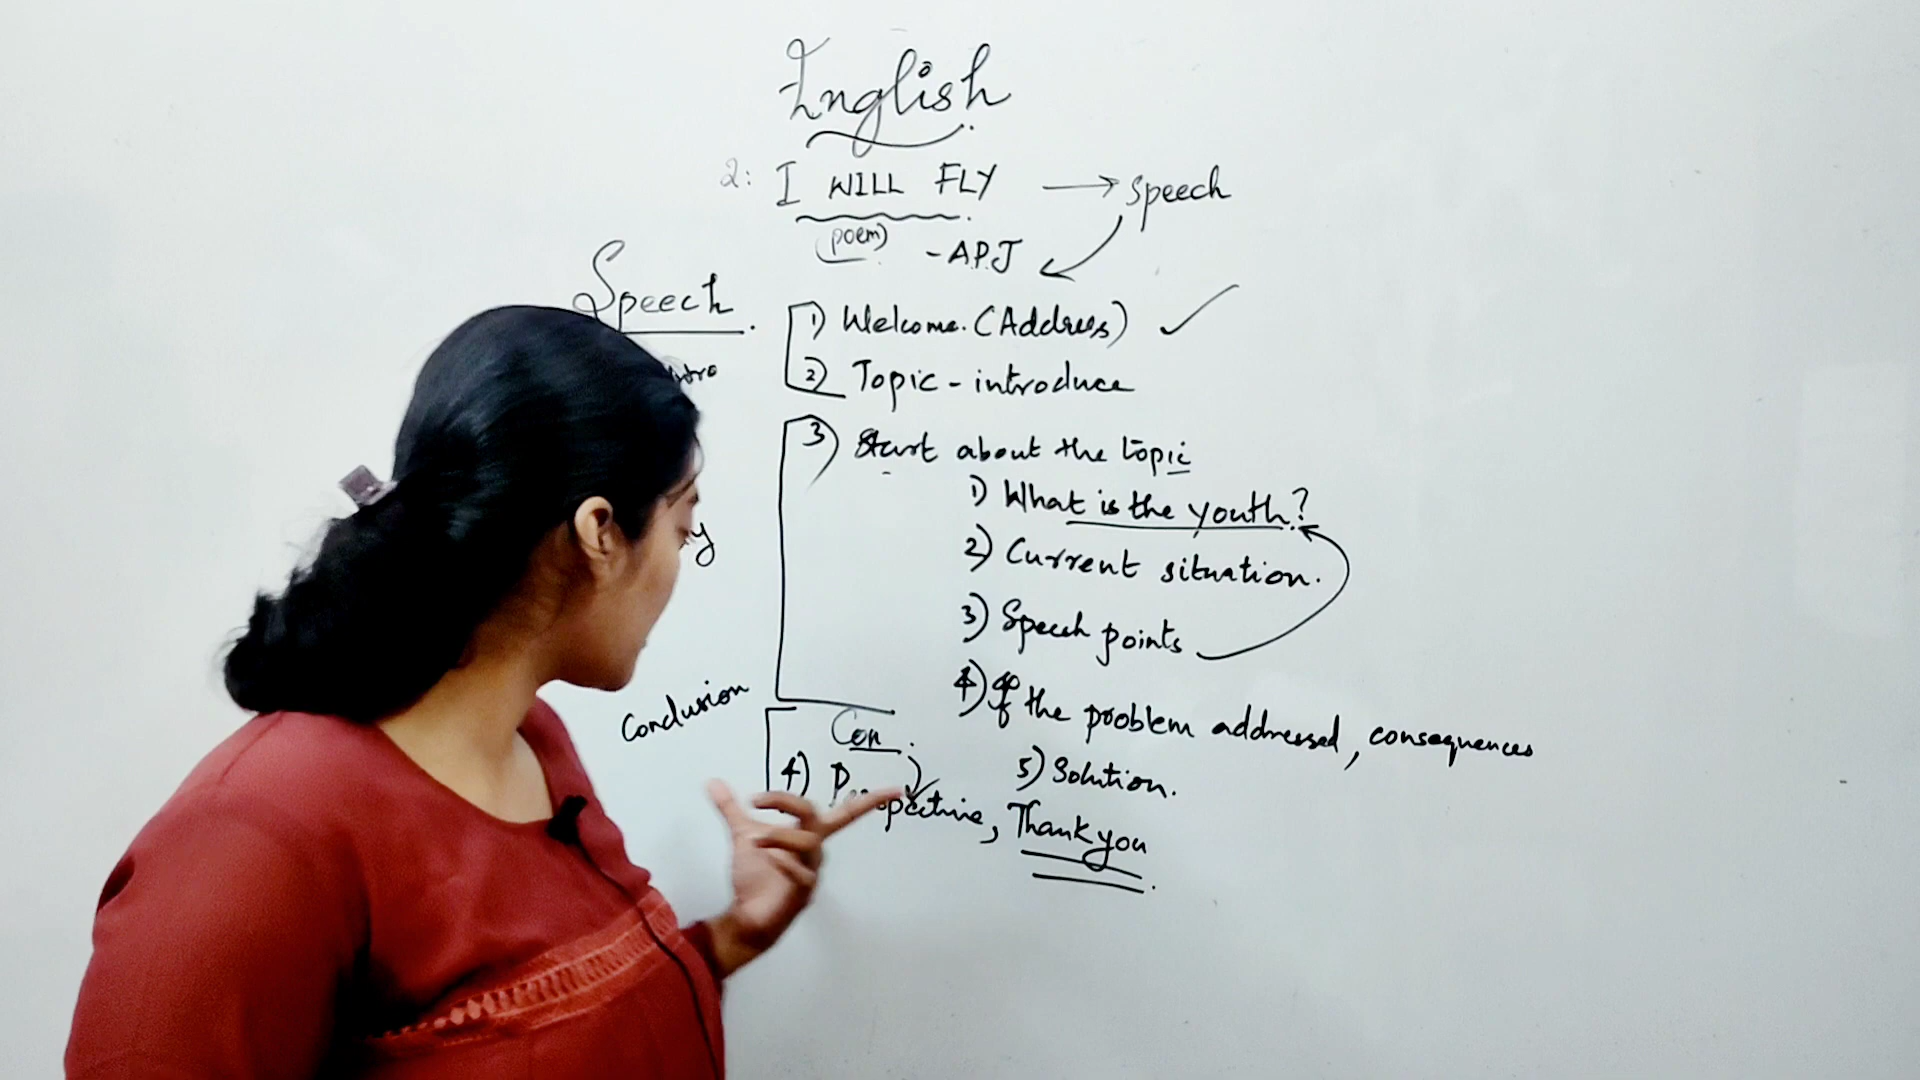 English
2: I WILL FLY → Speech
(poem) - A.P.J
Speech
1) Welcome. (Address) ✓
2) Topic - introduce
3) Start about the topic
1) What is the youth?
2) Current situation.
3) Speech points
4) If the problem addressed, consequences
5) Solution.
Conclusion
Con.
4) Perspective, Thank you